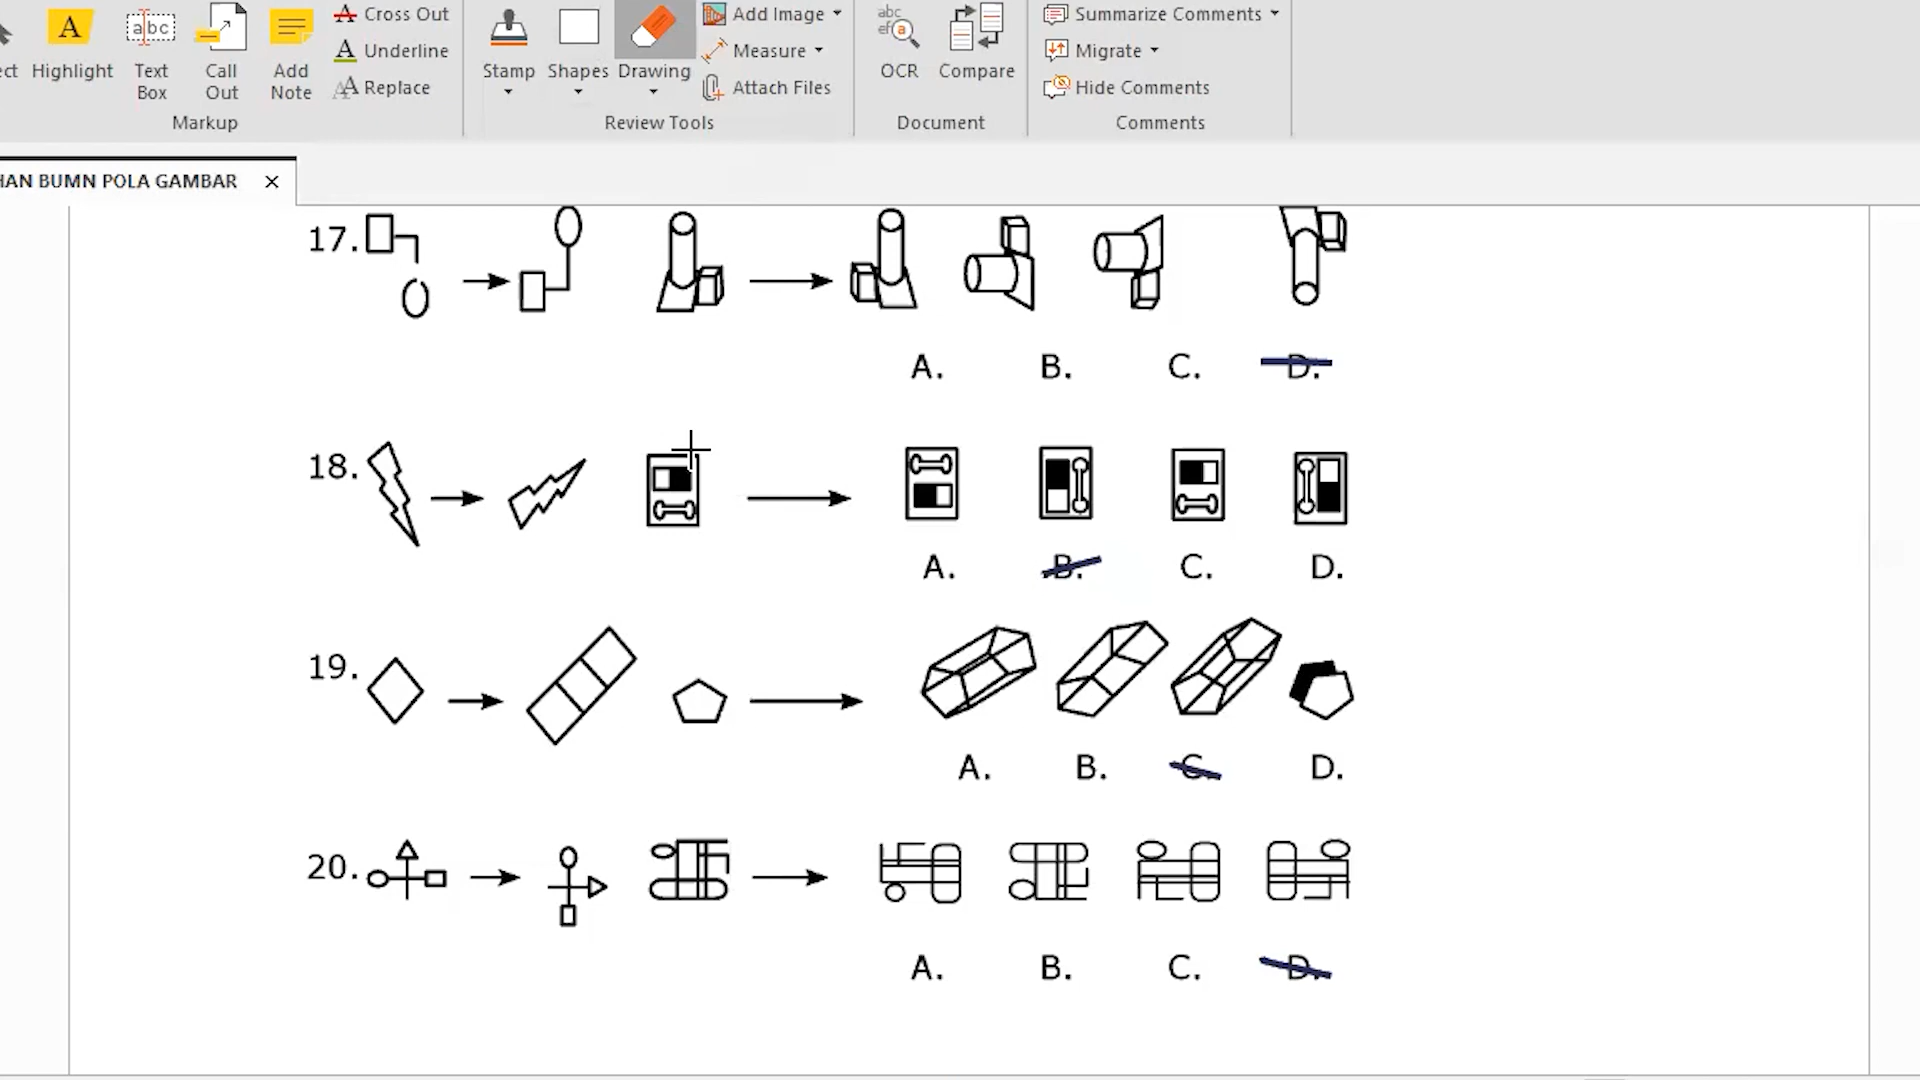 Highlight
abc
Text Box
Call Out
Add Note
Cross Out
Underline
Replace
Markup
Stamp
Shapes
Drawing
Add Image
Measure
Attach Files
Review Tools
OCR
Compare
Document
Summarize Comments
Migrate
Hide Comments
Comments
BUMN POLA GAMBAR
17.
A. B. C. D.
18.
A. B. C. D.
19.
A. B. C. D.
20.
A. B. C. D.